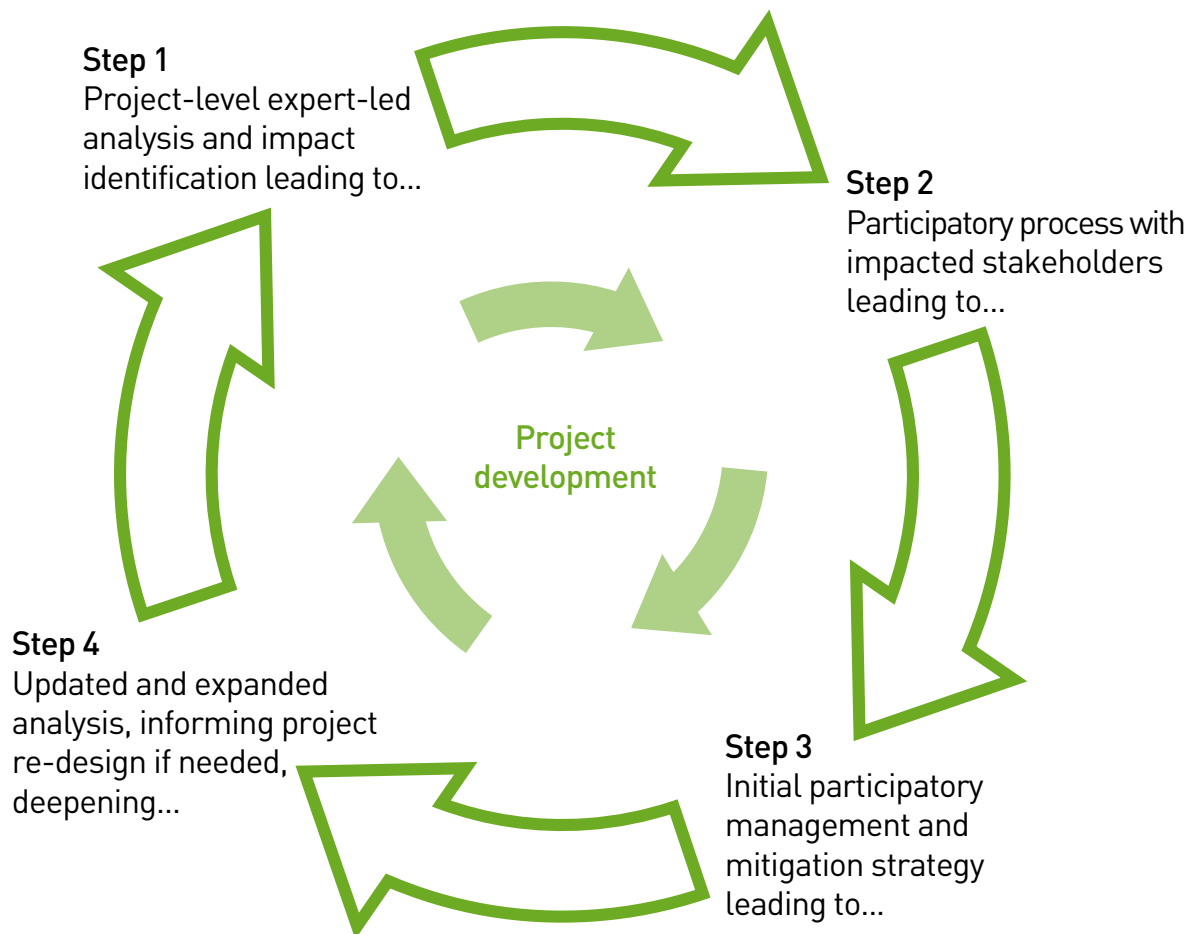 Step 1
Project-level expert-led
analysis and impact
identification leading to...
Step 2
Participatory process with
impacted stakeholders
leading to...
Project
development
Step 3
Initial participatory
management and
mitigation strategy
leading to...
Step 4
Updated and expanded
analysis, informing project
re-design if needed,
deepening...